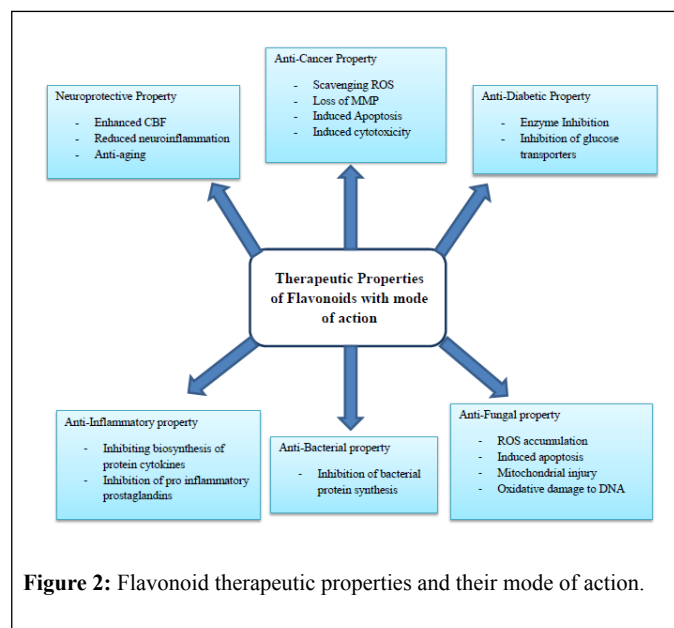 Neuroprotective Property
- Enhanced CBF
- Reduced neuroinflammation
- Anti-aging
Anti-Cancer Property
- Scavenging ROS
- Loss of MMP
- Induced Apoptosis
- Induced cytotoxicity
Anti-Diabetic Property
- Enzyme Inhibition
- Inhibition of glucose
transporters
Therapeutic Properties
of Flavonoids with mode
of action
Anti-Inflammatory property
- Inhibiting biosynthesis of
protein cytokines
- Inhibition of pro inflammatory
prostaglandins
Anti-Bacterial property
- Inhibition of bacterial
protein synthesis
Anti-Fungal property
- ROS accumulation
- Induced apoptosis
- Mitochondrial injury
- Oxidative damage to DNA
Figure 2: Flavonoid therapeutic properties and their mode of action.